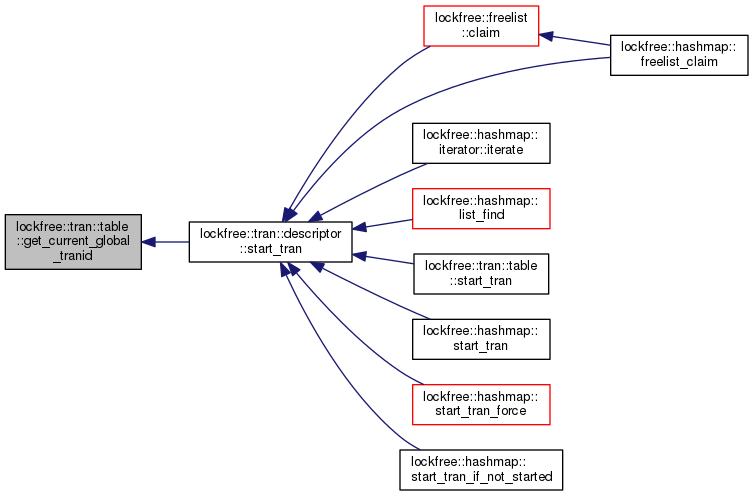 lockfree::freelist
::claim
lockfree::hashmap::
freelist_claim
lockfree::hashmap::
iterator::iterate
lockfree::hashmap::
list_find
lockfree::tran::table
::get_current_global
_tranid
lockfree::tran::descriptor
::start_tran
lockfree::tran::table
::start_tran
lockfree::hashmap::
start_tran
lockfree::hashmap::
start_tran_force
lockfree::hashmap::
start_tran_if_not_started